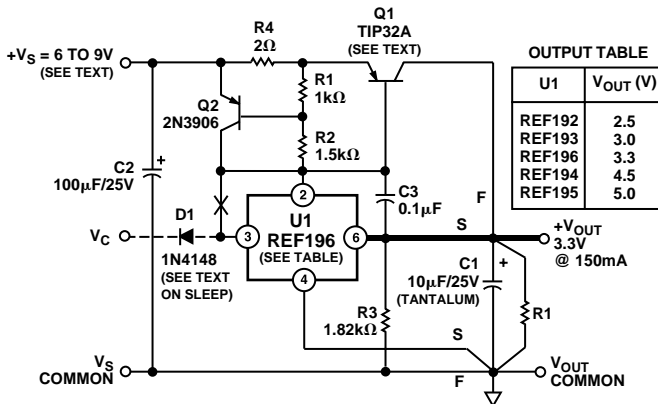 +VS = 6 TO 9V
(SEE TEXT)
R4
2Ω
Q1
TIP32A
(SEE TEXT)
OUTPUT TABLE
U1 VOUT (V)
REF192 2.5
REF193 3.0
REF196 3.3
REF194 4.5
REF195 5.0
R1
1kΩ
Q2
2N3906
R2
1.5kΩ
C2
100µF/25V
+
C3
0.1µF
F
S
D1
VC
1N4148
(SEE TEXT
ON SLEEP)
2
3
U1
REF196
(SEE TABLE)
6
4
+VOUT
3.3V
@ 150mA
C1
10µF/25V
(TANTALUM)
+
R3
1.82kΩ
R1
S
F
VS
COMMON
VOUT
COMMON